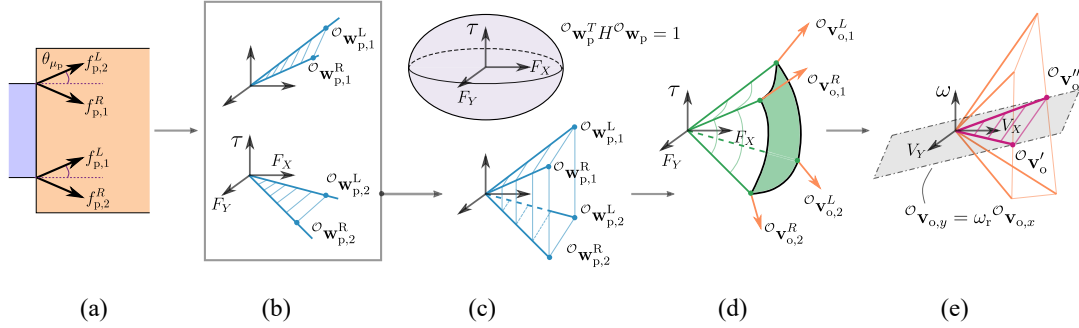 θ_{μ_p}
f^L_{p,2}
f^R_{p,1}
f^L_{p,1}
f^R_{p,2}
(a)
^O w^L_{p,1}
^O w^R_{p,1}
τ
F_X
F_Y
^O w^L_{p,2}
^O w^R_{p,2}
(b)
^O w_p^T H ^O w_p = 1
τ
F_X
F_Y
^O w^L_{p,1}
^O w^R_{p,1}
^O w^L_{p,2}
^O w^R_{p,2}
(c)
^O v^L_{o,1}
^O v^R_{o,1}
τ
F_X
F_Y
^O v^L_{o,2}
^O v^R_{o,2}
(d)
ω
^O v''_o
V_X
V_Y
^O v'_o
^O v_{o,y} = ω_r ^O v_{o,x}
(e)